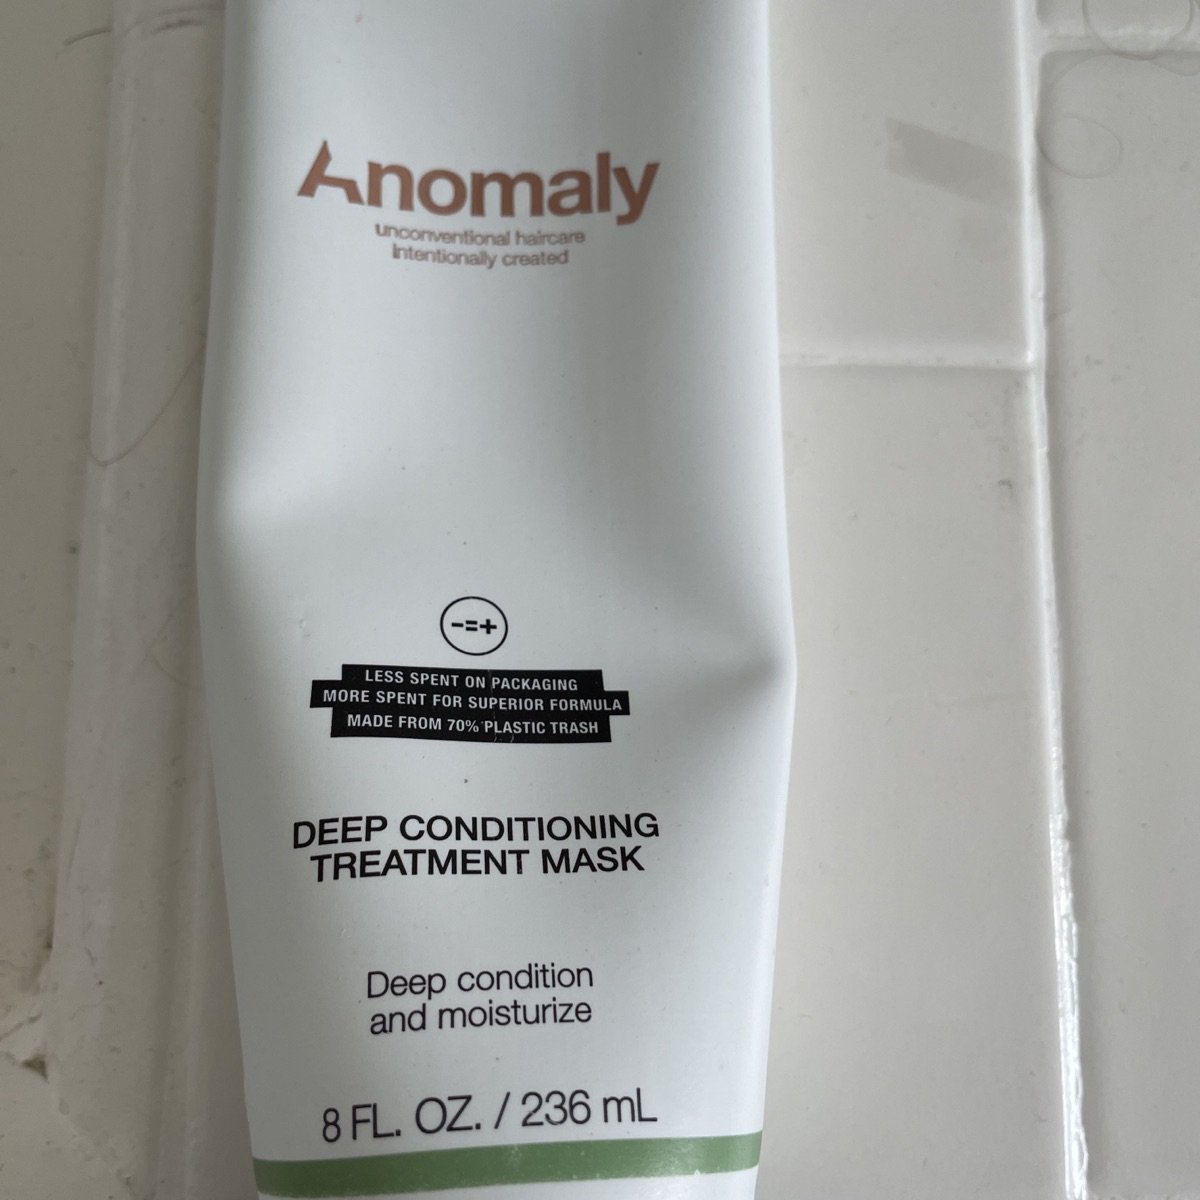 Anomaly
unconventional haircare
intentionally created
-=+
LESS SPENT ON PACKAGING
MORE SPENT FOR SUPERIOR FORMULA
MADE FROM 70% PLASTIC TRASH
DEEP CONDITIONING
TREATMENT MASK
Deep condition
and moisturize
8 FL. OZ. / 236 mL